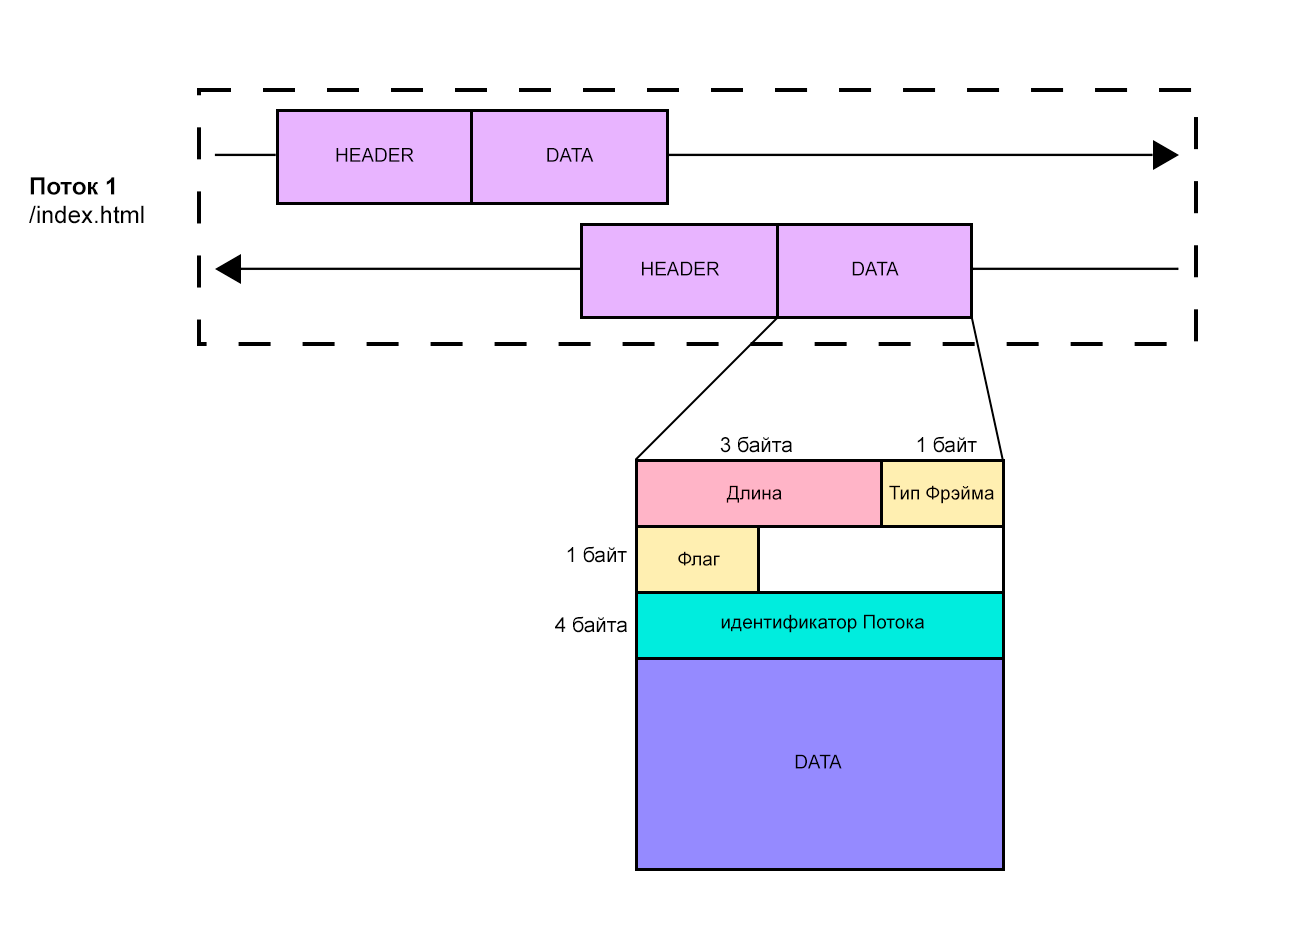 HEADER
DATA
Поток 1
/index.html
HEADER
DATA
3 байта
1 байт
Длина
Тип Фрэйма
1 байт
Флаг
4 байта
идентификатор Потока
DATA